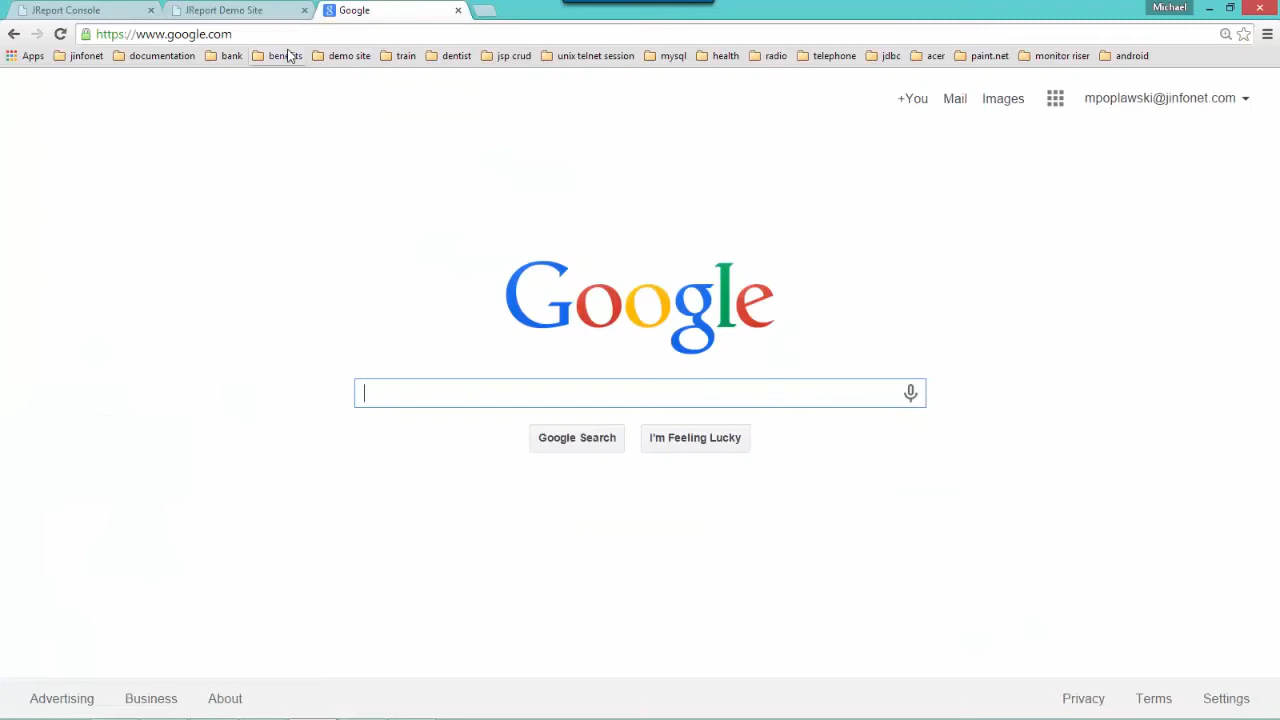 JReport Console
JReport Demo Site
Google
Michael
https://www.google.com
Apps jinfonet documentation bank benefits demo site train dentist jsp crud unix telnet session mysql health radio telephone jdbc acer paint.net monitor riser android
+You Mail Images mpoplawski@jinfonet.com
Google
Google Search I'm Feeling Lucky
Advertising Business About Privacy Terms Settings